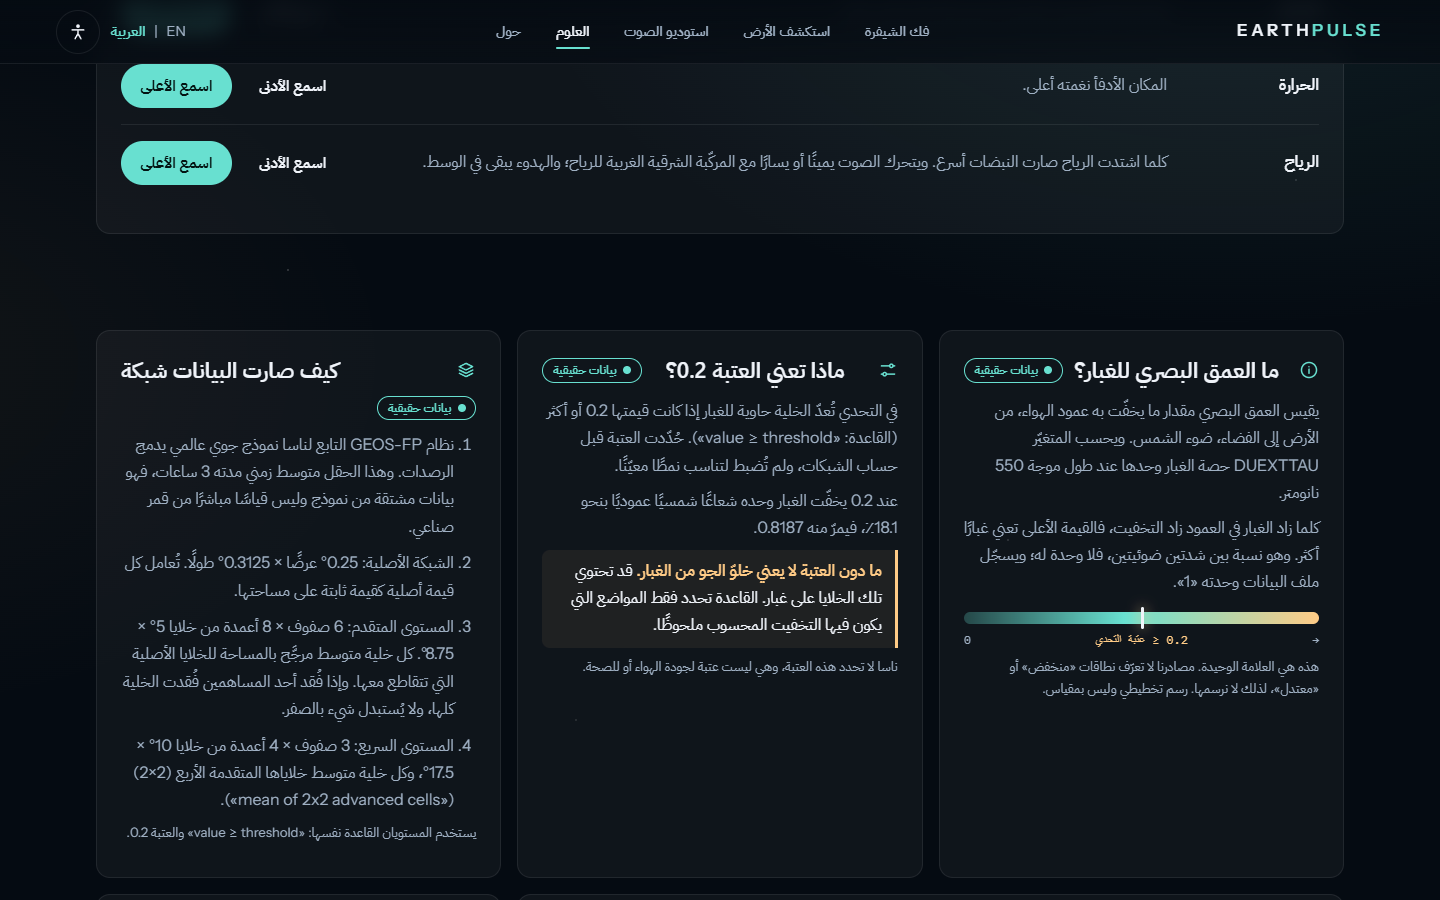 EARTHPULSE
فك الشيفرة
استكشف الأرض
استوديو الصوت
العلوم
حول
العربية | EN
الحرارة
المكان الأدفأ نغمته أعلى.
اسمع الأدنى
اسمع الأعلى
الرياح
كلما اشتدت الرياح صارت النبضات أسرع. ويتحرك الصوت يمينًا أو يسارًا مع المركّبة الشرقية الغربية للرياح؛ والهدوء يبقى في الوسط.
اسمع الأدنى
اسمع الأعلى
ما العمق البصري للغبار؟
بيانات حقيقية
يقيس العمق البصري مقدار ما يخفّت به عمود الهواء، من
الأرض إلى الفضاء، ضوء الشمس. ويحسب المتغيّر
DUEXTTAU حصة الغبار وحدها عند طول موجة 550
نانومتر.
كلما زاد الغبار في العمود زاد التخفيت، فالقيمة الأعلى تعني غبارًا
أكثر. وهو نسبة بين شدتين ضوئيتين، فلا وحدة له؛ ويسجّل
ملف البيانات وحدته «1».
0
عتبة التحدي ≥ 0.2
→
هذه هي العلامة الوحيدة. مصادرنا لا تعرّف نطاقات «منخفض» أو
«معتدل»، لذلك لا نرسمها. رسم تخطيطي وليس بمقياس.
ماذا تعني العتبة 0.2؟
بيانات حقيقية
في التحدي تُعدّ الخلية حاوية للغبار إذا كانت قيمتها 0.2 أو أكثر
(القاعدة: «value ≥ threshold»). حُدّدت العتبة قبل
حساب الشبكات، ولم تُضبط لتناسب نمطًا معيّنًا.
عند 0.2 يخفّت الغبار وحده شعاعًا شمسيًا عموديًا بنحو
18.1٪، فيمرّ منه 0.8187.
ما دون العتبة لا يعني خلوّ الجو من الغبار. قد تحتوي
تلك الخلايا على غبار. القاعدة تحدد فقط المواضع التي
يكون فيها التخفيت المحسوب ملحوظًا.
ناسا لا تحدد هذه العتبة، وهي ليست عتبة لجودة الهواء أو للصحة.
كيف صارت البيانات شبكة
بيانات حقيقية
1. نظام GEOS-FP التابع لناسا نموذج جوي عالمي يدمج
الرصدات. وهذا الحقل متوسط زمني مدته 3 ساعات، فهو
بيانات مشتقة من نموذج وليس قياسًا مباشرًا من قمر
صناعي.
2. الشبكة الأصلية: 0.25° عرضًا × 0.3125° طولًا. تُعامل كل
قيمة أصلية كقيمة ثابتة على مساحتها.
3. المستوى المتقدم: 6 صفوف × 8 أعمدة من خلايا 5° ×
8.75°. كل خلية متوسط مرجَّح بالمساحة للخلايا الأصلية
التي تتقاطع معها. وإذا فُقد أحد المساهمين فُقدت الخلية
كلها، ولا يُستبدل شيء بالصفر.
4. المستوى السريع: 3 صفوف × 4 أعمدة من خلايا 10° ×
17.5°، وكل خلية متوسط خلاياها المتقدمة الأربع (2×2)
(«mean of 2x2 advanced cells»).
يستخدم المستويان القاعدة نفسها: «value ≥ threshold» والعتبة 0.2.